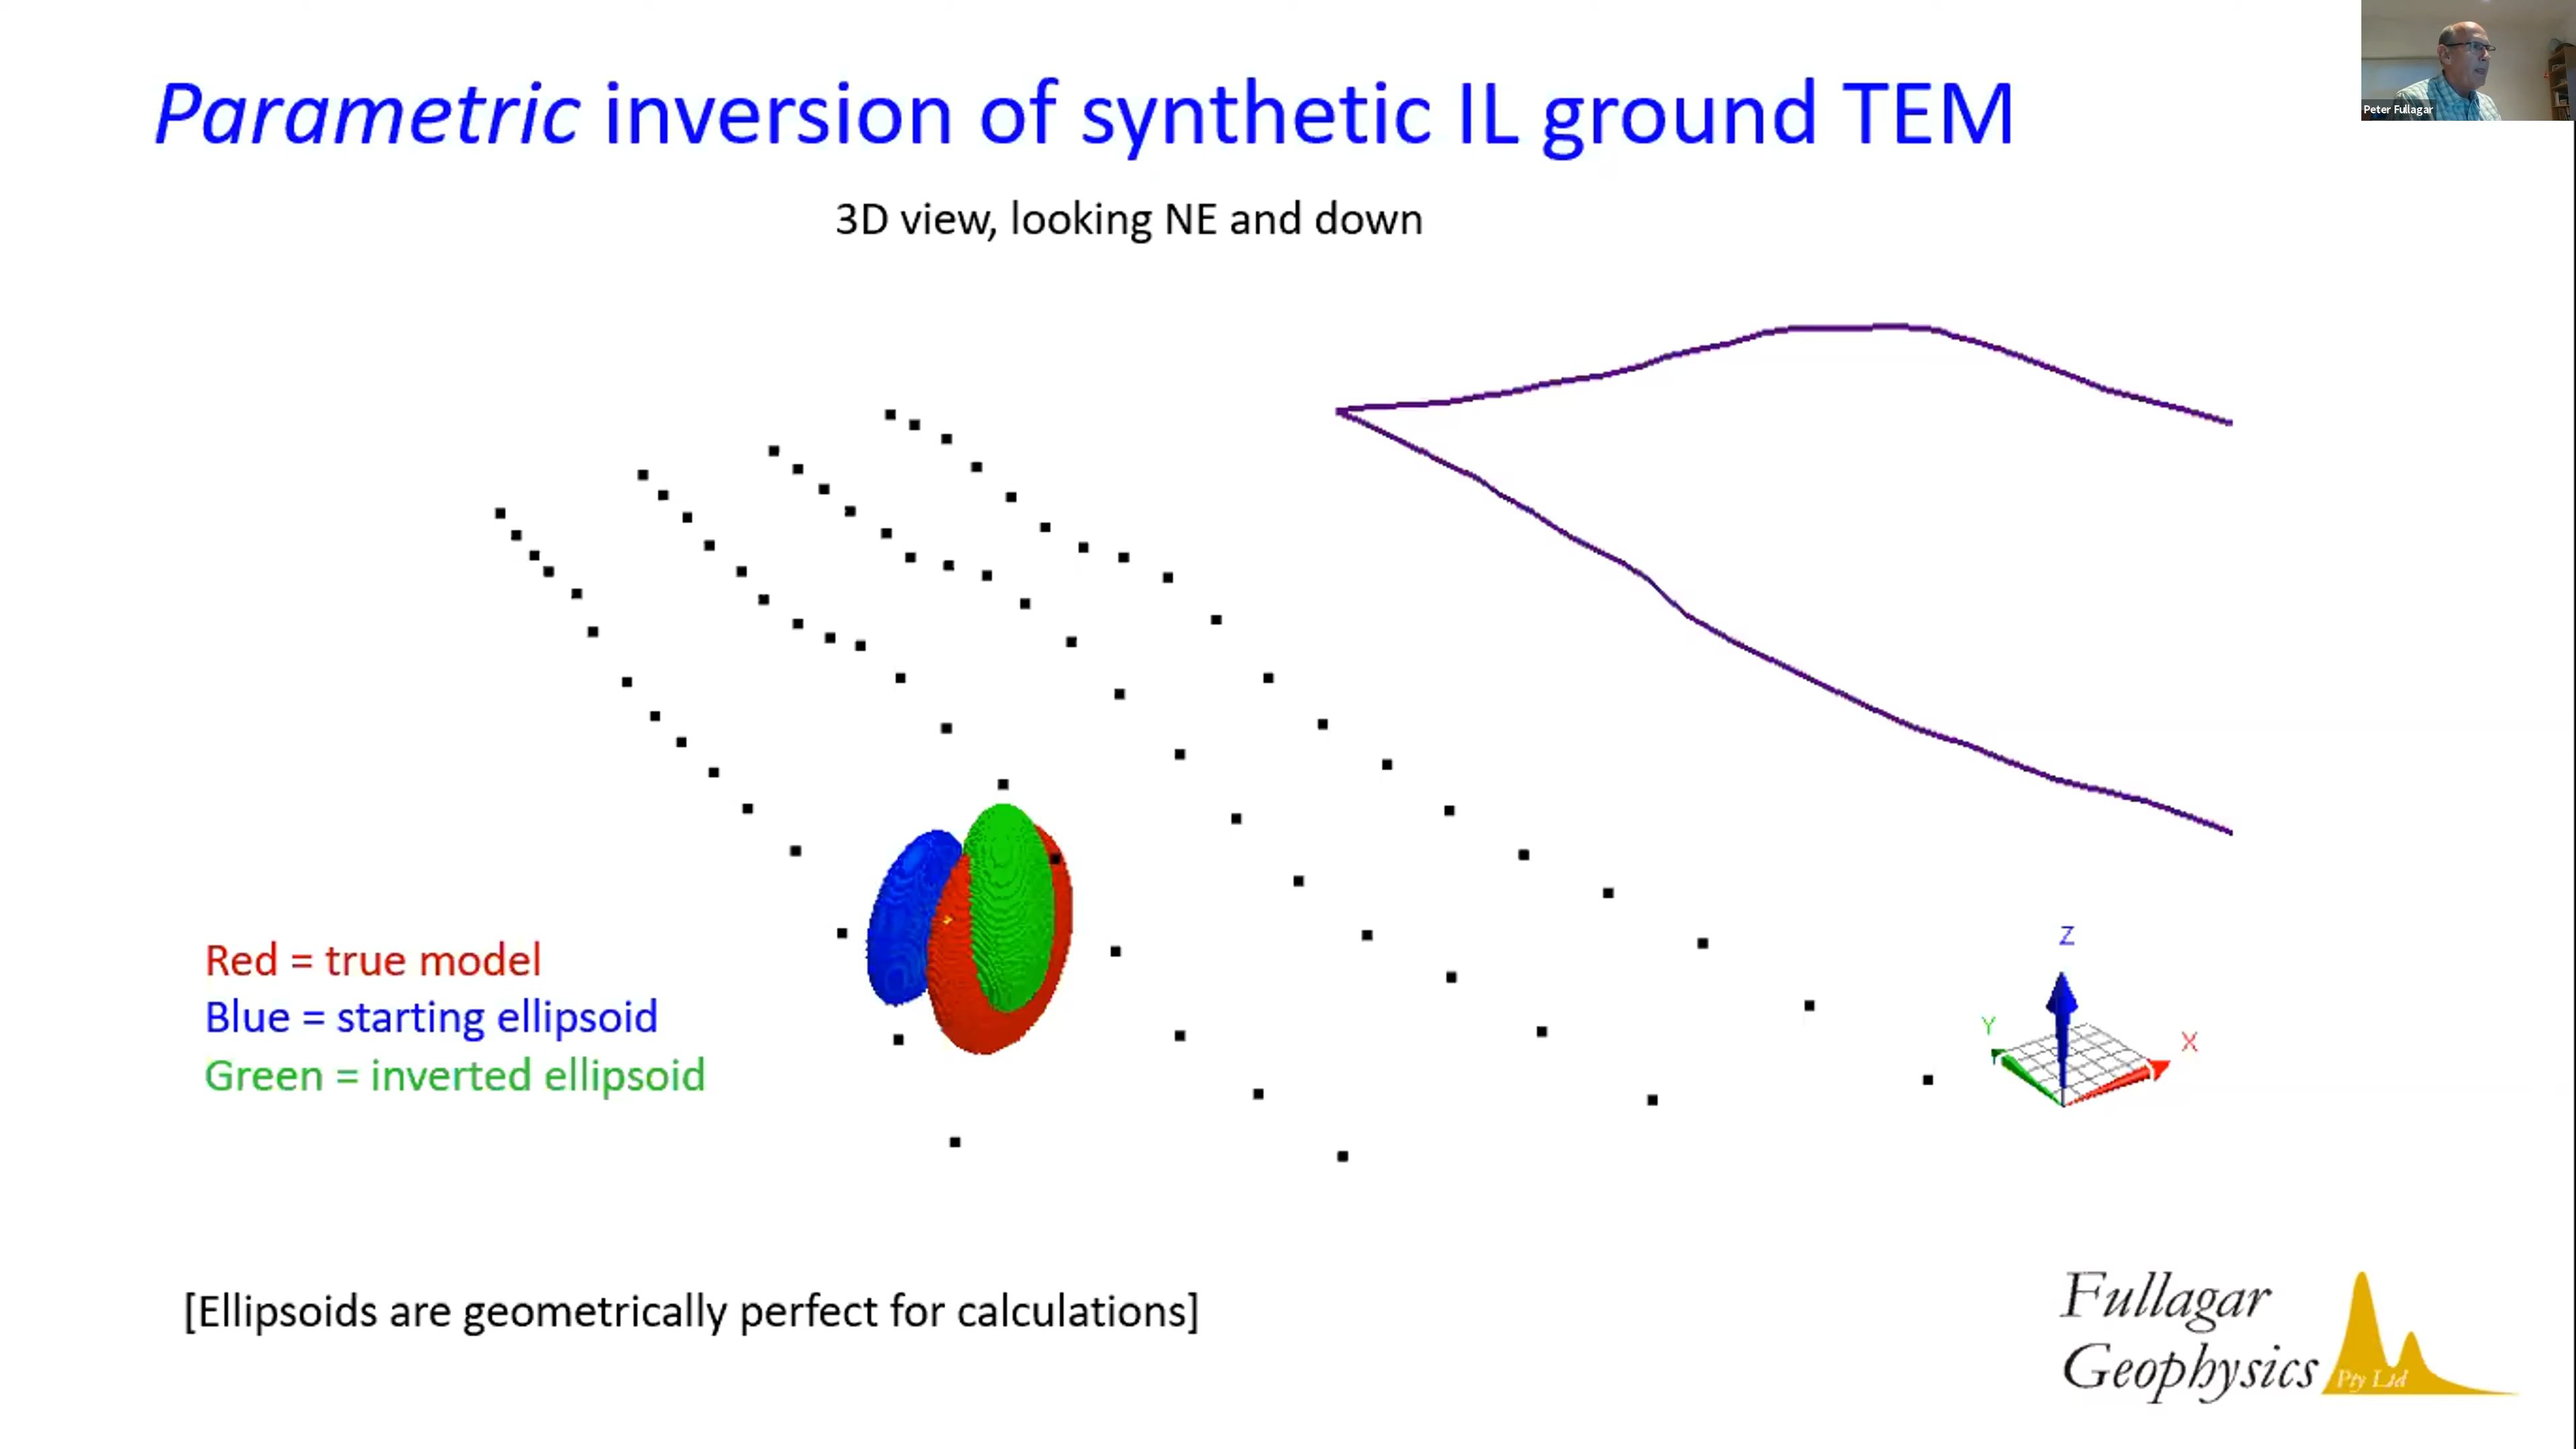 Peter Fullagar
Parametric inversion of synthetic IL ground TEM
3D view, looking NE and down
Red = true model
Blue = starting ellipsoid
Green = inverted ellipsoid
Z
Y
X
[Ellipsoids are geometrically perfect for calculations]
Fullagar
Geophysics
Pty Ltd